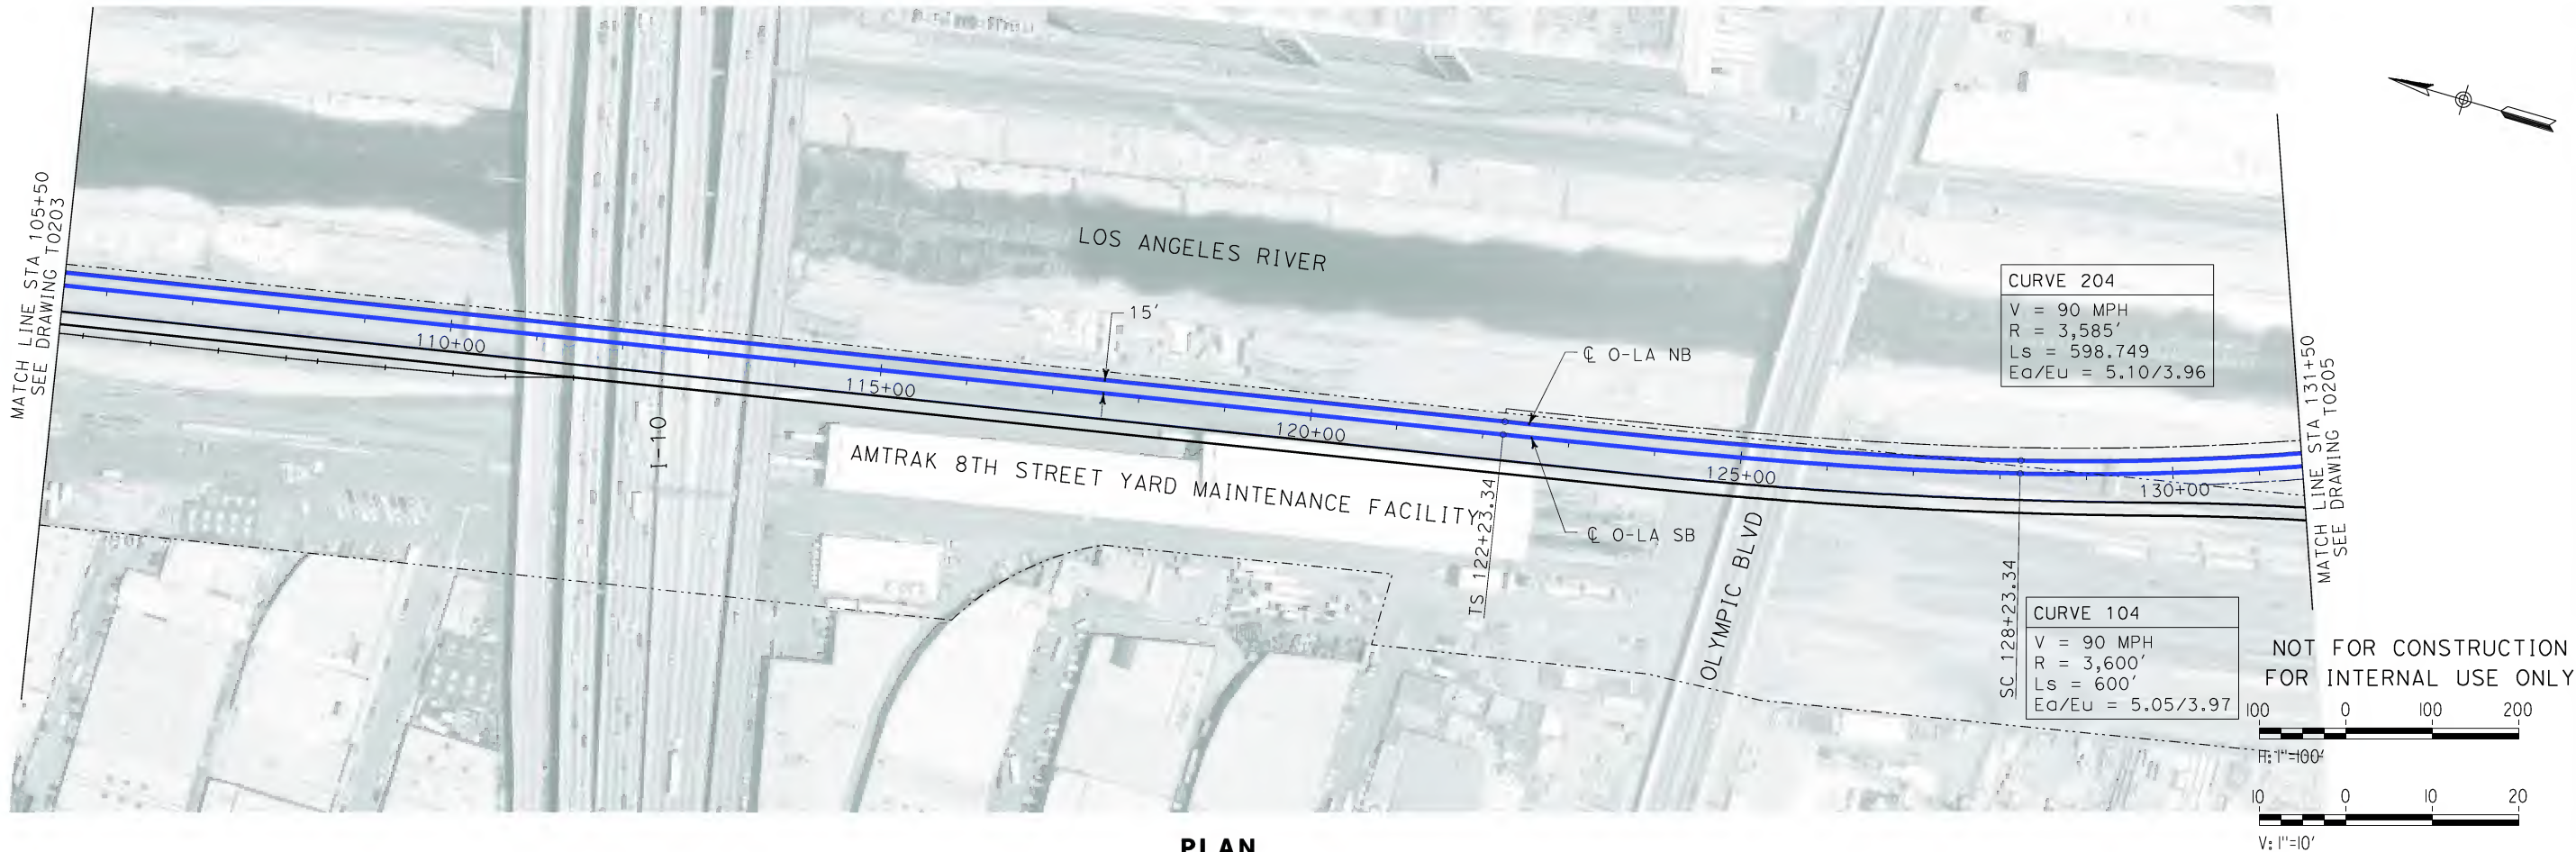 MATCH LINE STA 105+50
SEE DRAWING T0203
LOS ANGELES RIVER
15'
110+00
115+00
120+00
125+00
130+00
I-10
AMTRAK 8TH STREET YARD MAINTENANCE FACILITY
℄ O-LA NB
℄ O-LA SB
TS 122+23.34
OLYMPIC BLVD
SC 128+23.34
CURVE 204
V = 90 MPH
R = 3,585'
Ls = 598.749
Ea/Eu = 5.10/3.96
CURVE 104
V = 90 MPH
R = 3,600'
Ls = 600'
Ea/Eu = 5.05/3.97
MATCH LINE STA 131+50
SEE DRAWING T0205
NOT FOR CONSTRUCTION
FOR INTERNAL USE ONLY
100 0 100 200
H: 1"=100'
10 0 10 20
V: 1"=10'
PLAN